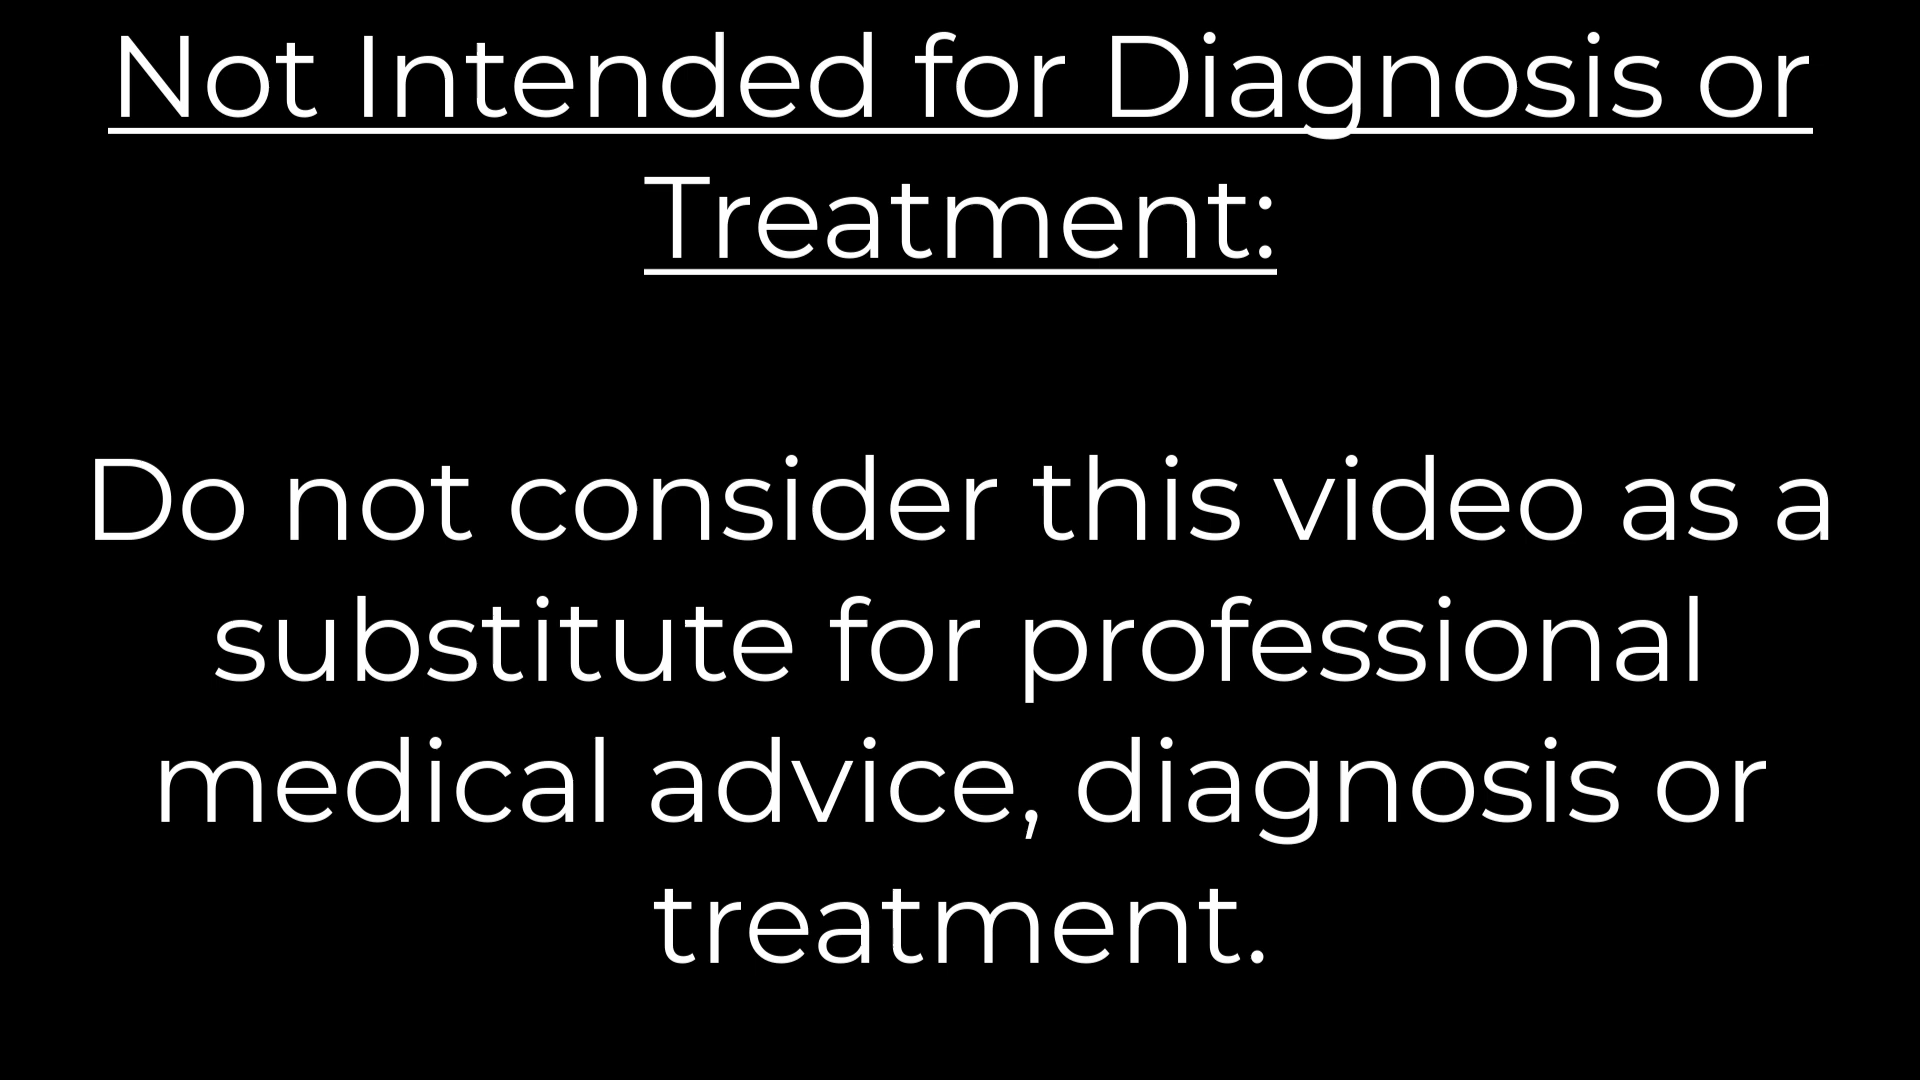 Not Intended for Diagnosis or
Treatment:
Do not consider this video as a
substitute for professional
medical advice, diagnosis or
treatment.